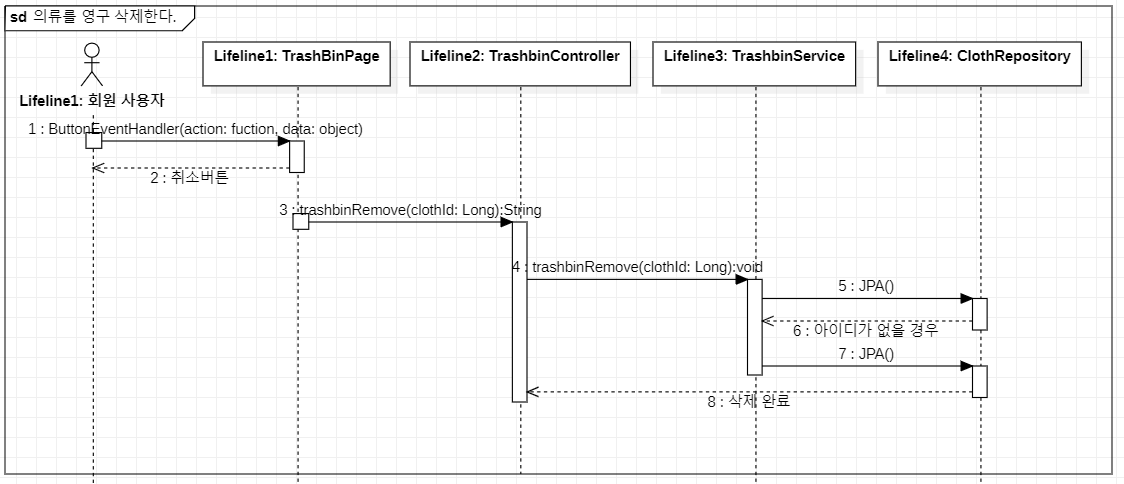 sd 의류를 영구 삭제한다.
Lifeline1: 회원 사용자
Lifeline1: TrashBinPage
Lifeline2: TrashbinController
Lifeline3: TrashbinService
Lifeline4: ClothRepository
1 : ButtonEventHandler(action: fuction, data: object)
2 : 취소버튼
3 : trashbinRemove(clothId: Long):String
4 : trashbinRemove(clothId: Long):void
5 : JPA()
6 : 아이디가 없을 경우
7 : JPA()
8 : 삭제 완료